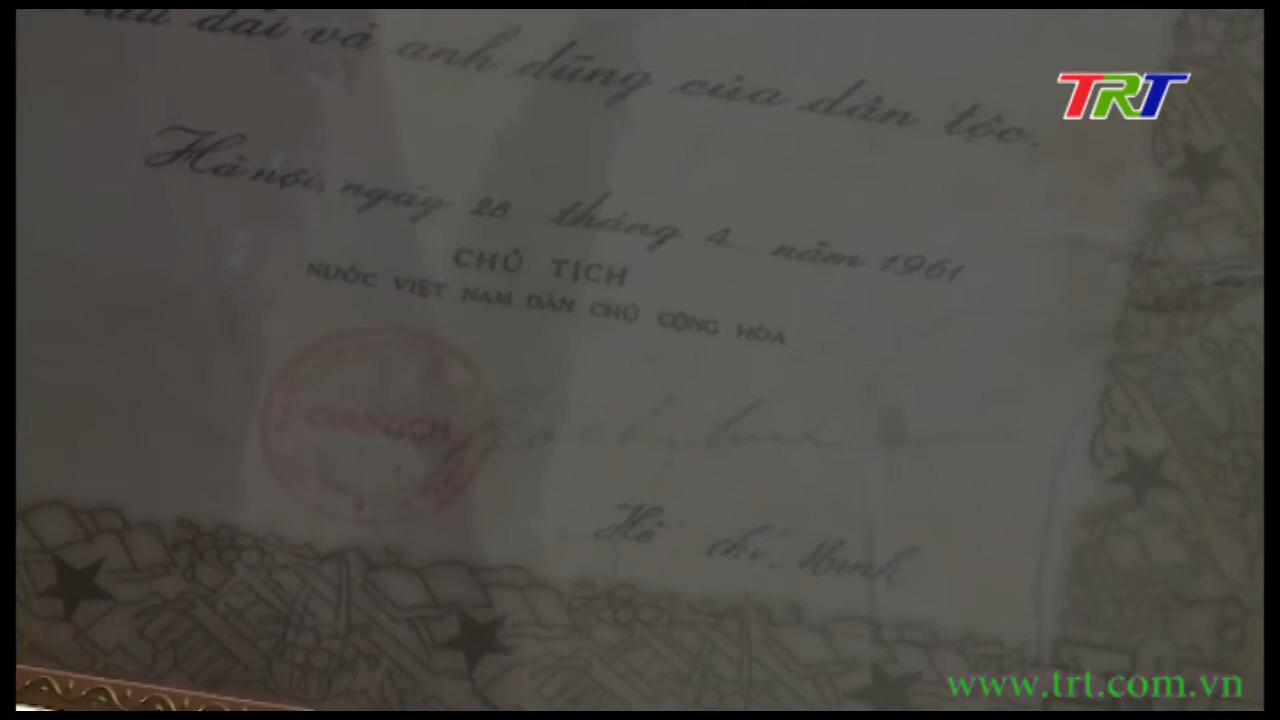 dài và anh dũng của dân tộc.
TRT
Hà nội, ngày 28 tháng 4 năm 1961
CHỦ TỊCH
NƯỚC VIỆT NAM DÂN CHỦ CỘNG HÒA
Hồ Chí Minh
www.trt.com.vn